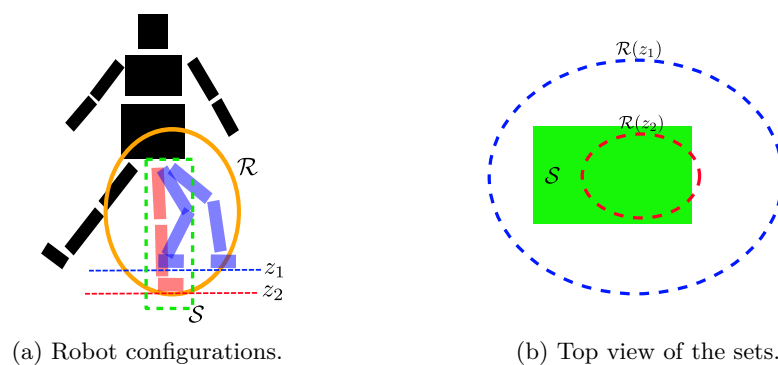 ℛ
z₁
z₂
𝒮
(a) Robot configurations.
ℛ(z₁)
ℛ(z₂)
𝒮
(b) Top view of the sets.